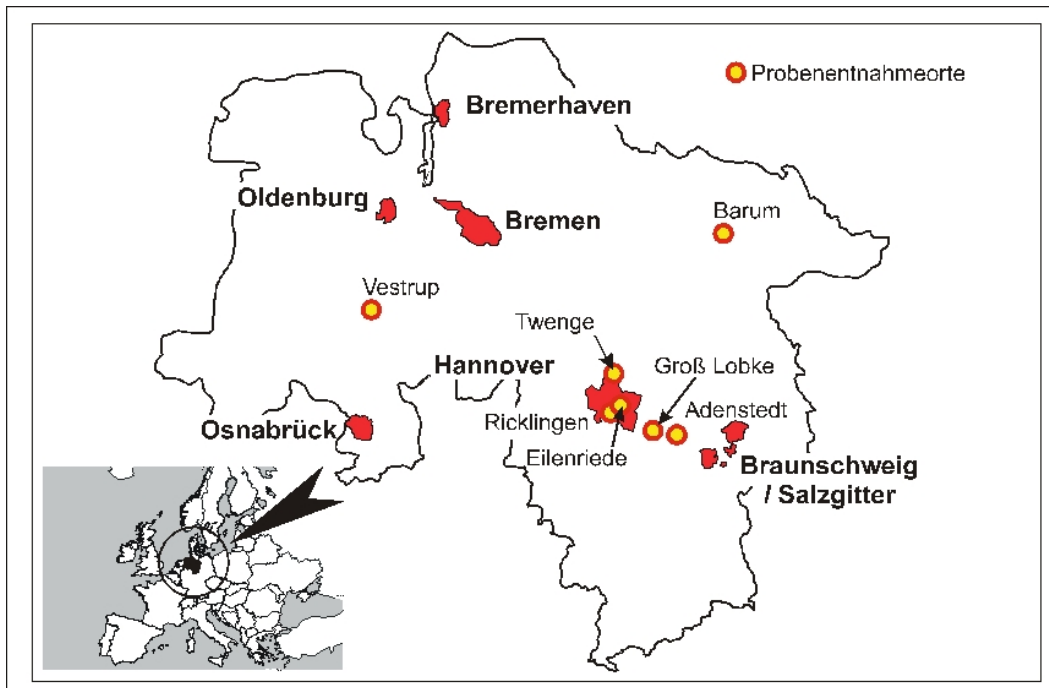 Probenentnahmeorte
Bremerhaven
Oldenburg
Bremen
Barum
Vestrup
Twenge
Hannover
Groß Lobke
Ricklingen
Adenstedt
Osnabrück
Eilenriede
Braunschweig
/ Salzgitter